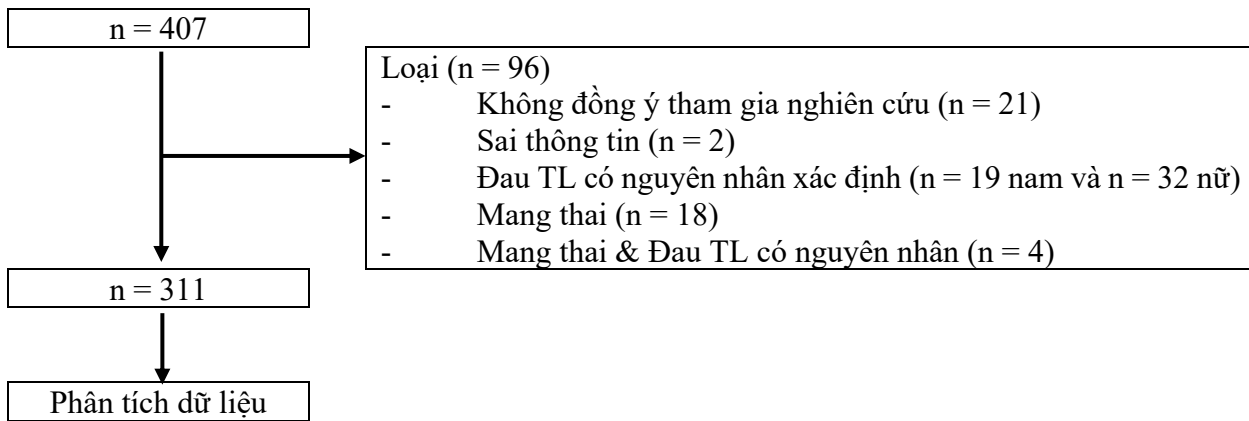 n = 407
Loại (n = 96)
- Không đồng ý tham gia nghiên cứu (n = 21)
- Sai thông tin (n = 2)
- Đau TL có nguyên nhân xác định (n = 19 nam và n = 32 nữ)
- Mang thai (n = 18)
- Mang thai & Đau TL có nguyên nhân (n = 4)
n = 311
Phân tích dữ liệu